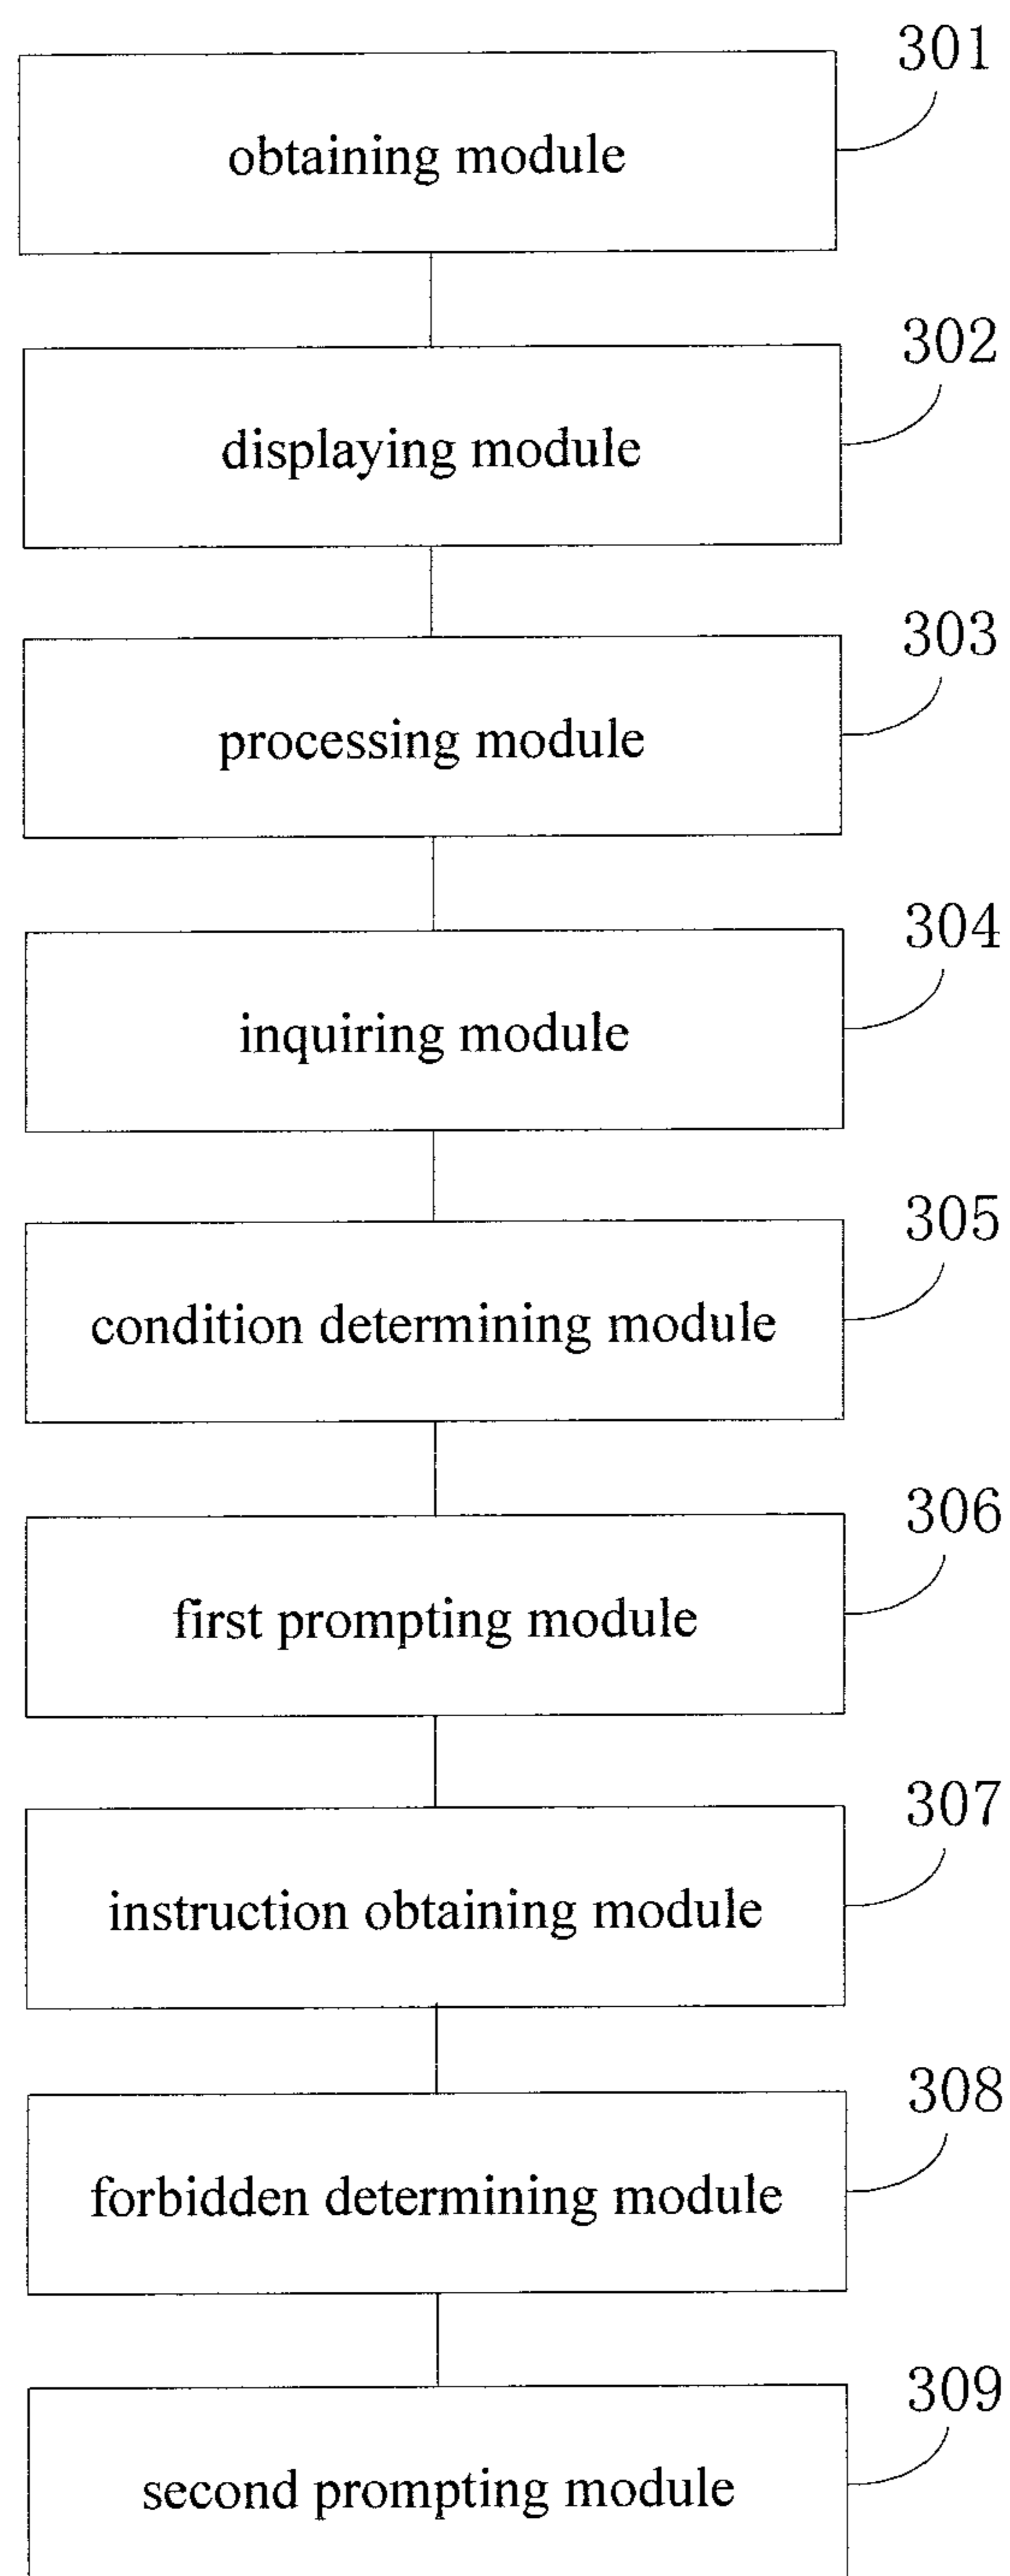 301
obtaining module
302
displaying module
303
processing module
304
inquiring module
305
condition determining module
306
first prompting module
307
instruction obtaining module
308
forbidden determining module
309
second prompting module